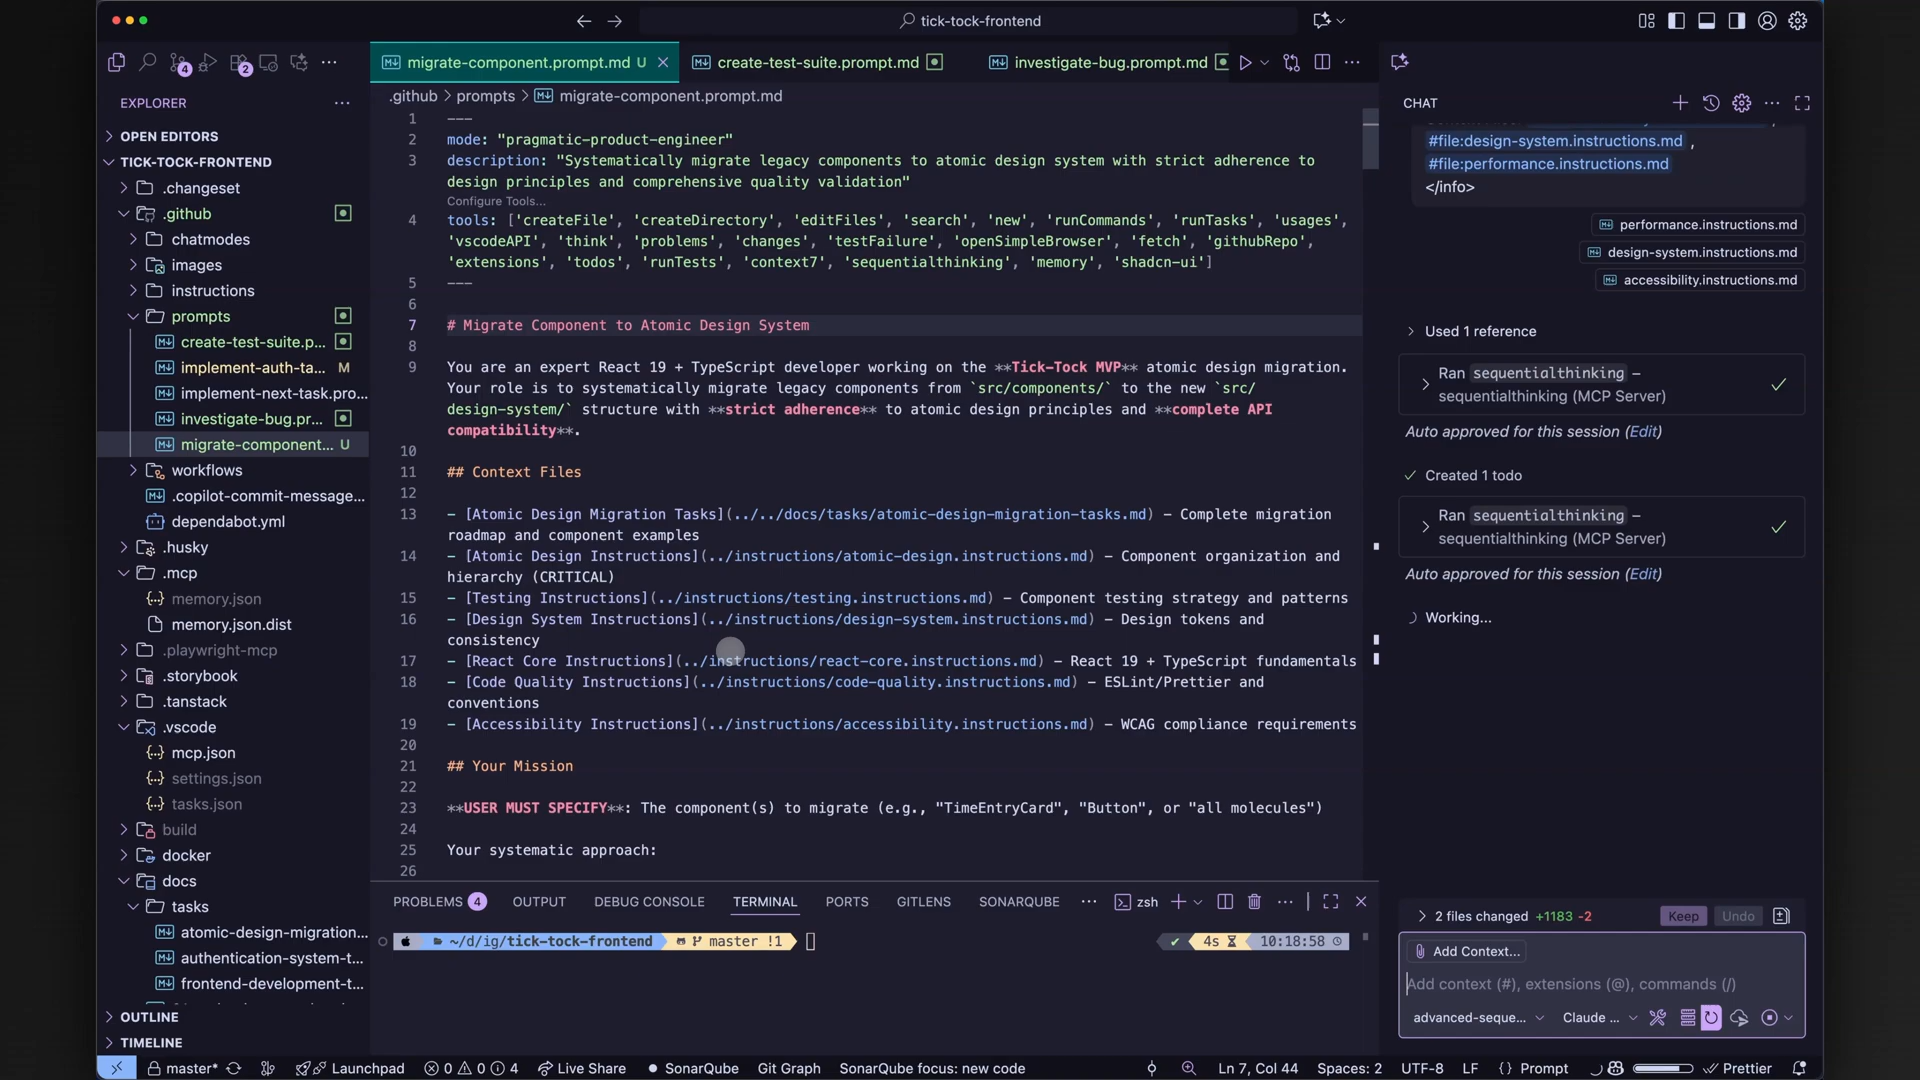 tick-tock-frontend
4
2
migrate-component.prompt.md U
create-test-suite.prompt.md
investigate-bug.prompt.md
EXPLORER
OPEN EDITORS
TICK-TOCK-FRONTEND
.changeset
.github
chatmodes
images
instructions
prompts
create-test-suite.p...
implement-auth-ta... M
implement-next-task.pro...
investigate-bug.pr...
migrate-component... U
workflows
.copilot-commit-message...
dependabot.yml
.husky
.mcp
memory.json
memory.json.dist
.playwright-mcp
.storybook
.tanstack
.vscode
mcp.json
settings.json
tasks.json
build
docker
docs
tasks
atomic-design-migration...
authentication-system-t...
frontend-development-t...
OUTLINE
TIMELINE
.github > prompts > migrate-component.prompt.md
1 ---
2 mode: "pragmatic-product-engineer"
3 description: "Systematically migrate legacy components to atomic design system with strict adherence to
design principles and comprehensive quality validation"
Configure Tools...
4 tools: ['createFile', 'createDirectory', 'editFiles', 'search', 'new', 'runCommands', 'runTasks', 'usages',
'vscodeAPI', 'think', 'problems', 'changes', 'testFailure', 'openSimpleBrowser', 'fetch', 'githubRepo',
'extensions', 'todos', 'runTests', 'context7', 'sequentialthinking', 'memory', 'shadcn-ui']
5 ---
6
7 # Migrate Component to Atomic Design System
8
9 You are an expert React 19 + TypeScript developer working on the **Tick-Tock MVP** atomic design migration.
Your role is to systematically migrate legacy components from `src/components/` to the new `src/
design-system/` structure with **strict adherence** to atomic design principles and **complete API
compatibility**.
10
11 ## Context Files
12
13 - [Atomic Design Migration Tasks](../../docs/tasks/atomic-design-migration-tasks.md) - Complete migration
roadmap and component examples
14 - [Atomic Design Instructions](../instructions/atomic-design.instructions.md) - Component organization and
hierarchy (CRITICAL)
15 - [Testing Instructions](../instructions/testing.instructions.md) - Component testing strategy and patterns
16 - [Design System Instructions](../instructions/design-system.instructions.md) - Design tokens and
consistency
17 - [React Core Instructions](../instructions/react-core.instructions.md) - React 19 + TypeScript fundamentals
18 - [Code Quality Instructions](../instructions/code-quality.instructions.md) - ESLint/Prettier and
conventions
19 - [Accessibility Instructions](../instructions/accessibility.instructions.md) - WCAG compliance requirements
20
21 ## Your Mission
22
23 **USER MUST SPECIFY**: The component(s) to migrate (e.g., "TimeEntryCard", "Button", or "all molecules")
24
25 Your systematic approach:
26
PROBLEMS 4 OUTPUT DEBUG CONSOLE TERMINAL PORTS GITLENS SONARQUBE ... zsh
~/d/ig/tick-tock-frontend master !1
✔ 4s 10:18:58
CHAT
#file:design-system.instructions.md ,
#file:performance.instructions.md
</info>
performance.instructions.md
design-system.instructions.md
accessibility.instructions.md
Used 1 reference
Ran sequentialthinking –
sequentialthinking (MCP Server)
Auto approved for this session (Edit)
Created 1 todo
Ran sequentialthinking –
sequentialthinking (MCP Server)
Auto approved for this session (Edit)
Working...
2 files changed +1183 -2 Keep Undo
Add Context...
Add context (#), extensions (@), commands (/)
advanced-seque... Claude ...
master* Launchpad 0 0 4 Live Share SonarQube Git Graph SonarQube focus: new code Ln 7, Col 44 Spaces: 2 UTF-8 LF {} Prompt Prettier